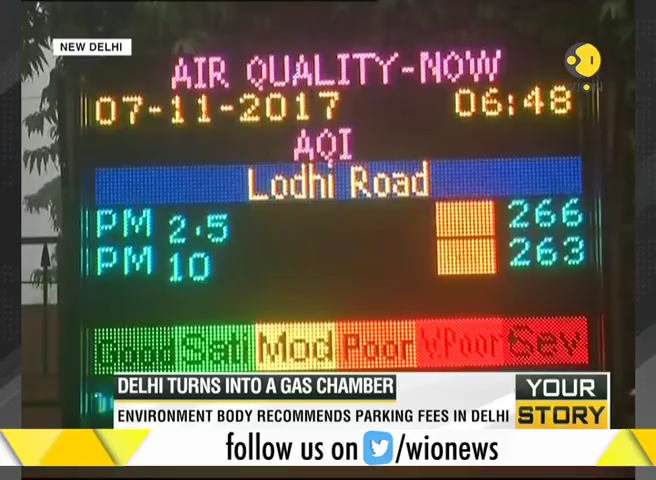 NEW DELHI
AIR QUALITY-NOW
07-11-2017 06:48
AQI
Lodhi Road
PM 2.5 266
PM 10 263
Good Sati Mod Poor V.Poor Sev
DELHI TURNS INTO A GAS CHAMBER
ENVIRONMENT BODY RECOMMENDS PARKING FEES IN DELHI
YOUR
STORY
follow us on /wionews